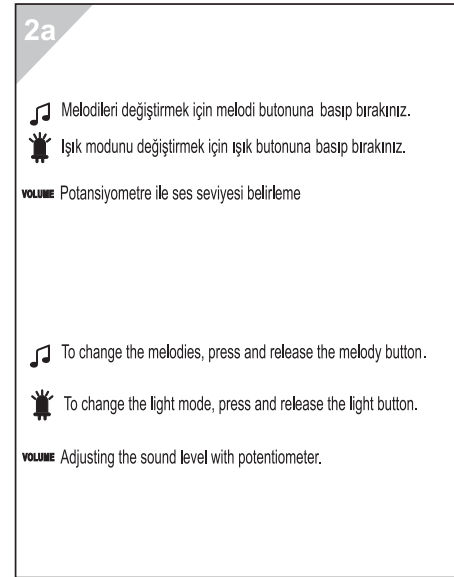 2a
Melodileri değiştirmek için melodi butonuna basıp bırakınız.
Işık modunu değiştirmek için ışık butonuna basıp bırakınız.
VOLUME Potansiyometre ile ses seviyesi belirleme
To change the melodies, press and release the melody button.
To change the light mode, press and release the light button.
VOLUME Adjusting the sound level with potentiometer.